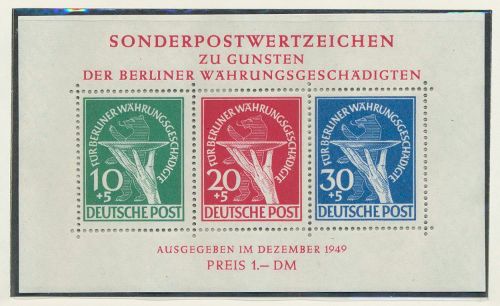 SONDERPOSTWERTZEICHEN
ZU GUNSTEN
DER BERLINER WÄHRUNGSGESCHÄDIGTEN
FÜR BERLINER WÄHRUNGSGESCHÄDIGTE
10
+5
DEUTSCHE POST
FÜR BERLINER WÄHRUNGSGESCHÄDIGTE
20
+5
DEUTSCHE POST
FÜR BERLINER WÄHRUNGSGESCHÄDIGTE
30
+5
DEUTSCHE POST
AUSGEGEBEN IM DEZEMBER 1949
PREIS 1.— DM